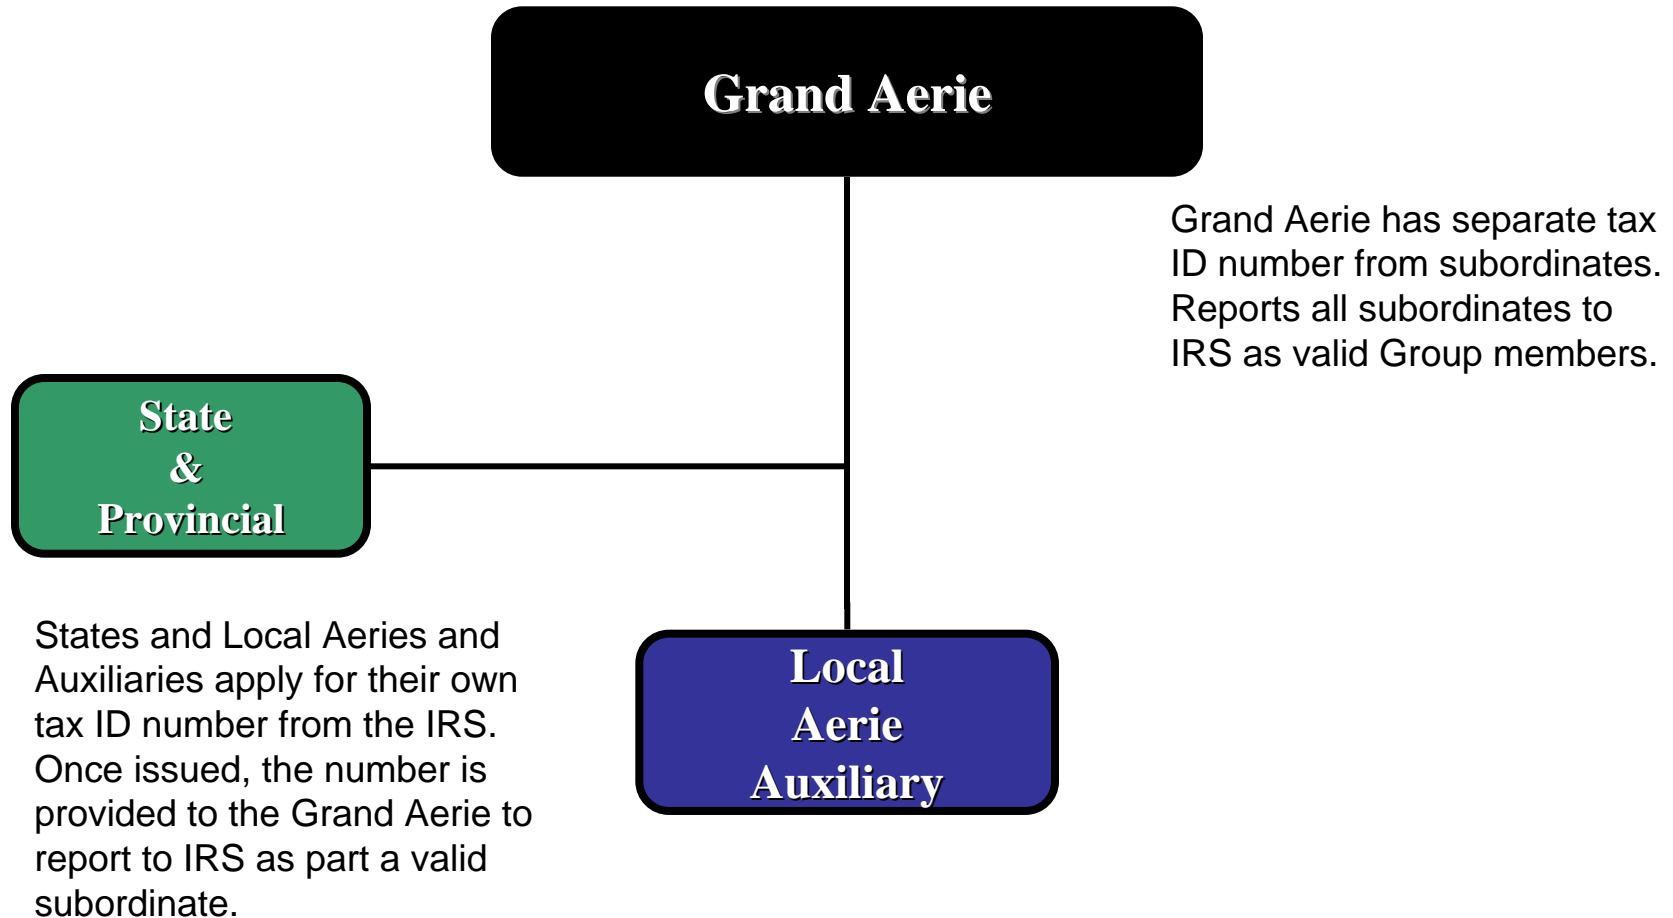 Grand Aerie
Grand Aerie has separate tax
ID number from subordinates.
Reports all subordinates to
IRS as valid Group members.
State
&
Provincial
States and Local Aeries and
Auxiliaries apply for their own
tax ID number from the IRS.
Once issued, the number is
provided to the Grand Aerie to
report to IRS as part a valid
subordinate.
Local
Aerie
Auxiliary